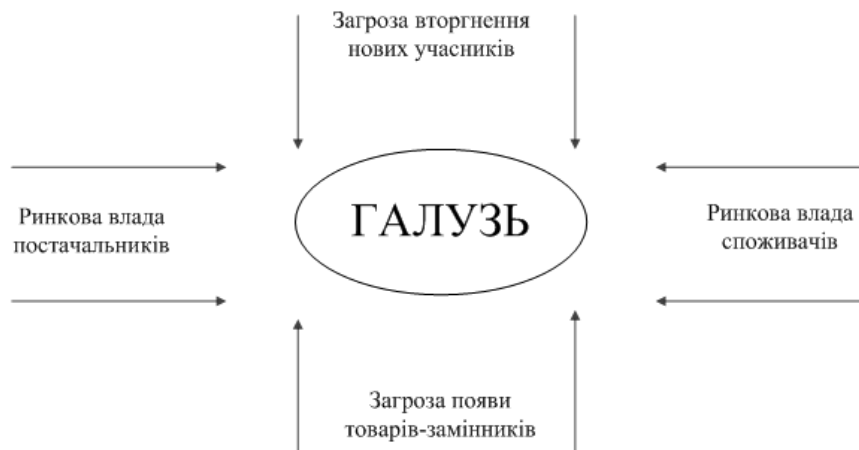 Загроза вторгнення
нових учасників
Ринкова влада
постачальників
ГАЛУЗЬ
Ринкова влада
споживачів
Загроза появи
товарів-замінників